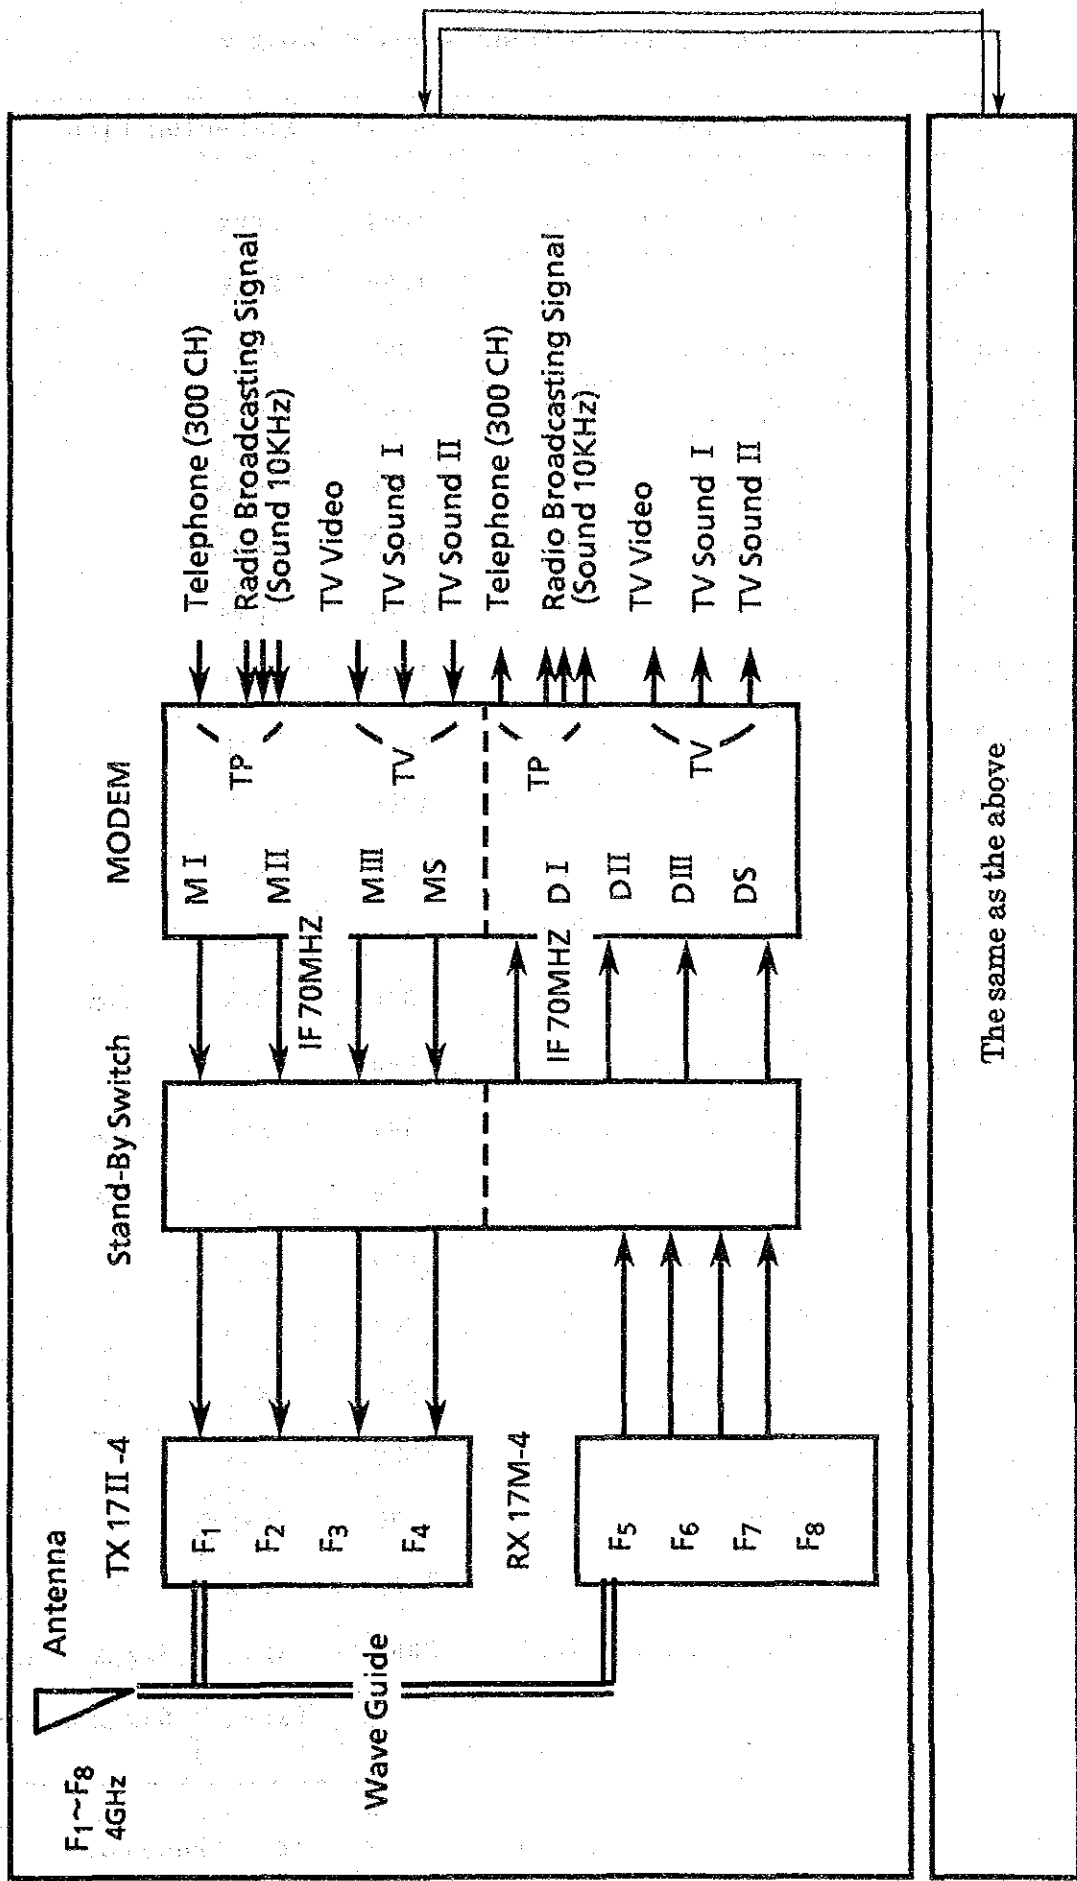 F1~F8
4GHz
Antenna
Wave Guide
TX 17II-4
F1
F2
F3
F4
RX 17M-4
F5
F6
F7
F8
Stand-By Switch
IF 70MHZ
IF 70MHZ
MODEM
M I
M II
M III
MS
D I
D II
D III
DS
TP
TV
TP
TV
Telephone (300 CH)
Radio Broadcasting Signal
(Sound 10KHz)
TV Video
TV Sound I
TV Sound II
Telephone (300 CH)
Radio Broadcasting Signal
(Sound 10KHz)
TV Video
TV Sound I
TV Sound II
The same as the above